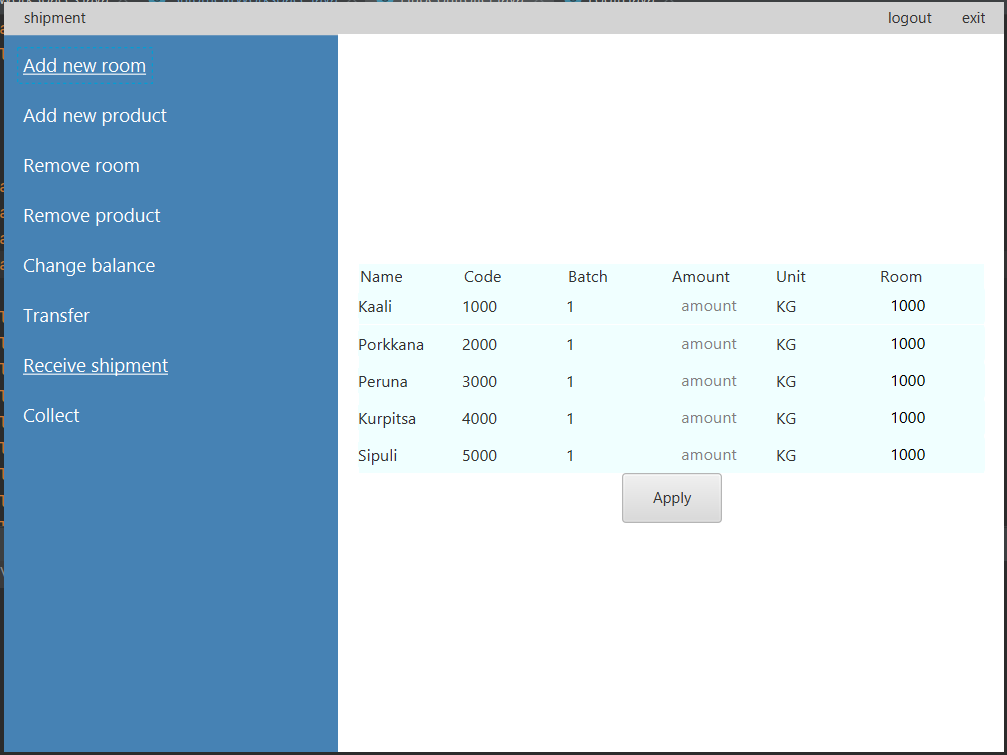 shipment logout exit
Add new room
Add new product
Remove room
Remove product
Change balance
Transfer
Receive shipment
Collect
Name Code Batch Amount Unit Room
Kaali 1000 1 amount KG 1000
Porkkana 2000 1 amount KG 1000
Peruna 3000 1 amount KG 1000
Kurpitsa 4000 1 amount KG 1000
Sipuli 5000 1 amount KG 1000
Apply